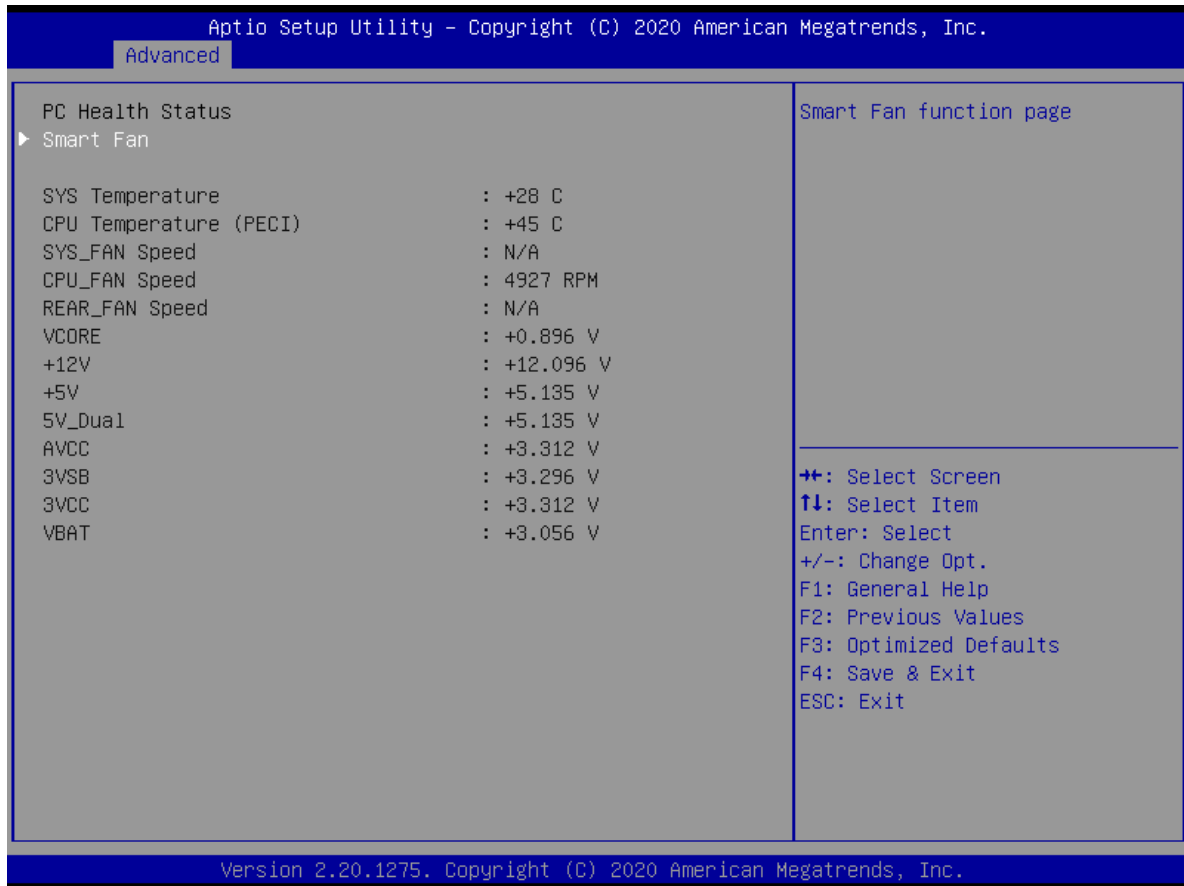 Aptio Setup Utility – Copyright (C) 2020 American Megatrends, Inc.
Advanced
PC Health Status
▶ Smart Fan
SYS Temperature : +28 C
CPU Temperature (PECI) : +45 C
SYS_FAN Speed : N/A
CPU_FAN Speed : 4927 RPM
REAR_FAN Speed : N/A
VCORE : +0.896 V
+12V : +12.096 V
+5V : +5.135 V
5V_Dual : +5.135 V
AVCC : +3.312 V
3VSB : +3.296 V
3VCC : +3.312 V
VBAT : +3.056 V
Smart Fan function page
→←: Select Screen
↑↓: Select Item
Enter: Select
+/-: Change Opt.
F1: General Help
F2: Previous Values
F3: Optimized Defaults
F4: Save & Exit
ESC: Exit
Version 2.20.1275. Copyright (C) 2020 American Megatrends, Inc.